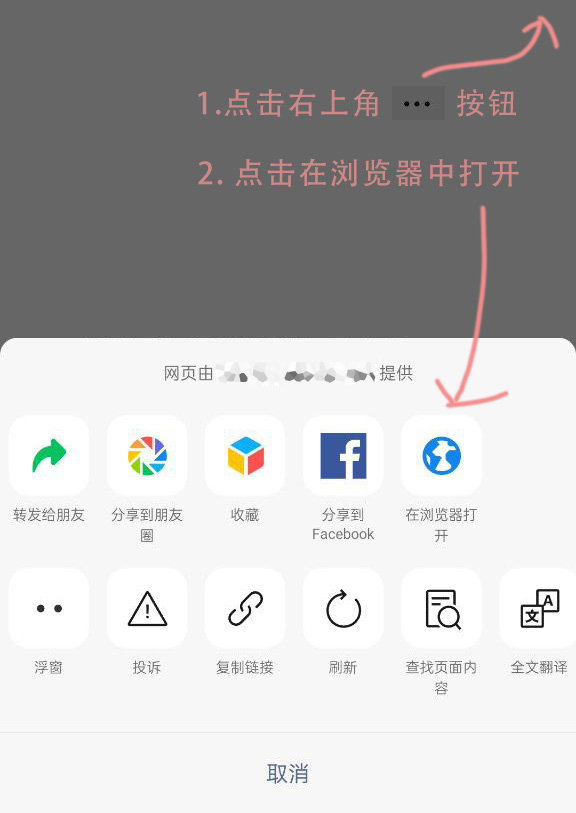 1.点击右上角 ··· 按钮
2. 点击在浏览器中打开
网页由 提供
转发给朋友
分享到朋友
圈
收藏
分享到
Facebook
在浏览器打
开
浮窗
投诉
复制链接
刷新
查找页面内
容
全文翻译
取消